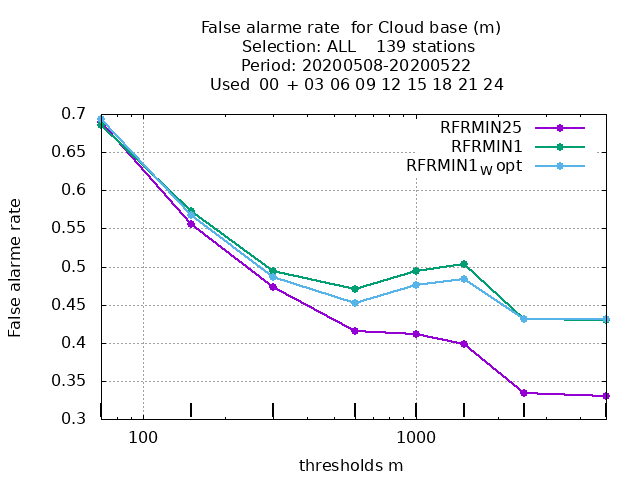 False alarme rate  for Cloud base (m)
Selection: ALL    139 stations
Period: 20200508-20200522
Used  00 + 03 06 09 12 15 18 21 24
RFRMIN25
RFRMIN1
RFRMIN1W opt
False alarme rate
0.7
0.65
0.6
0.55
0.5
0.45
0.4
0.35
0.3
100
1000
thresholds m